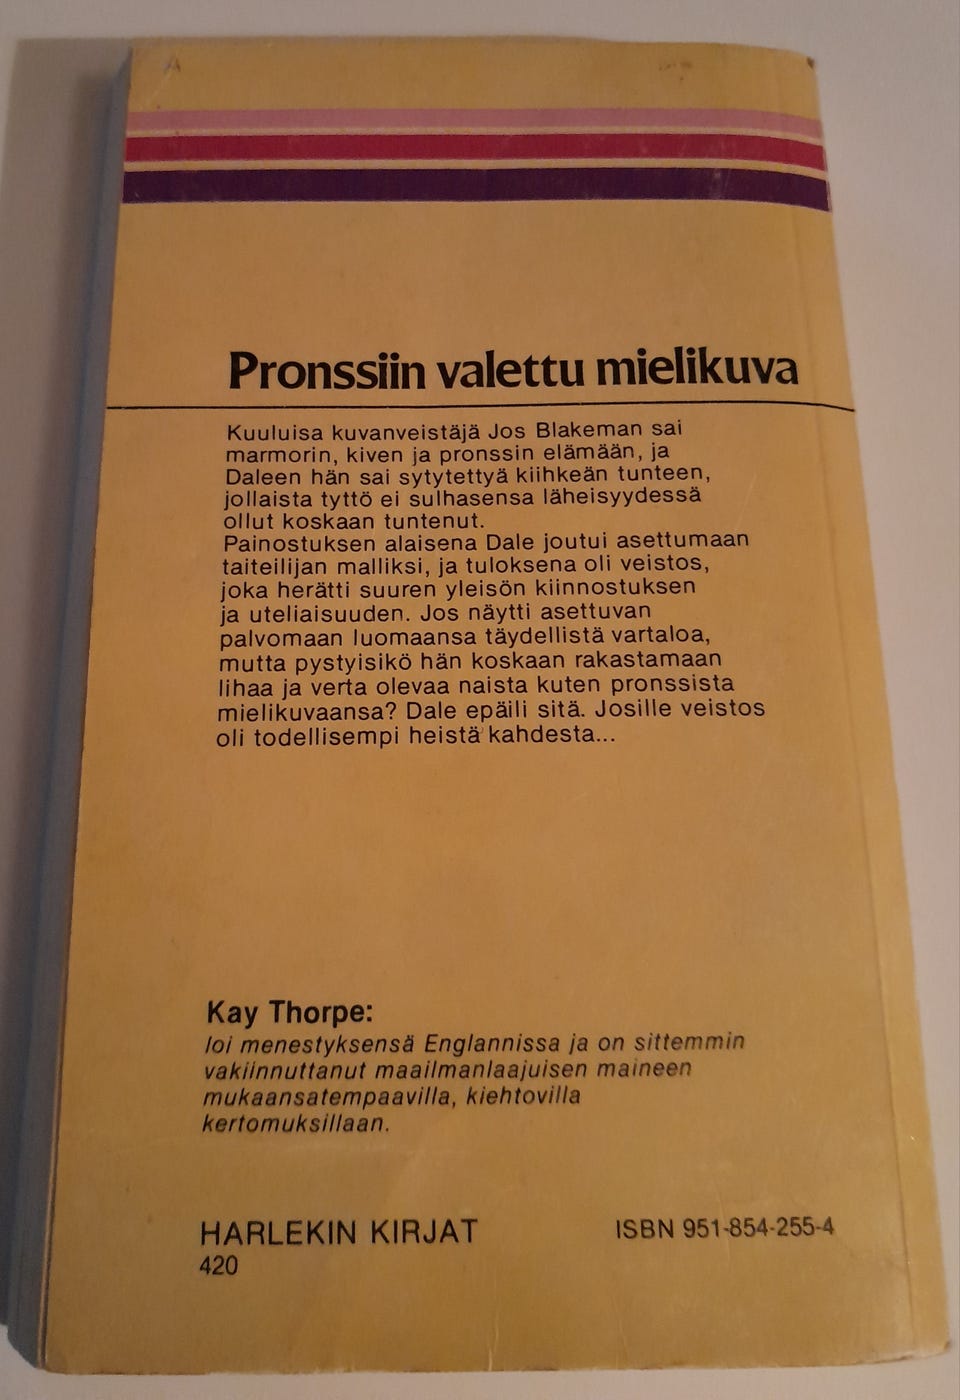 Pronssiin valettu mielikuva
Kuuluisa kuvanveistäjä Jos Blakeman sai
marmorin, kiven ja pronssin elämään, ja
Daleen hän sai sytytettyä kiihkeän tunteen,
jollaista tyttö ei sulhasensa läheisyydessä
ollut koskaan tuntenut.
Painostuksen alaisena Dale joutui asettumaan
taiteilijan malliksi, ja tuloksena oli veistos,
joka herätti suuren yleisön kiinnostuksen
ja uteliaisuuden. Jos näytti asettuvan
palvomaan luomaansa täydellistä vartaloa,
mutta pystyisikö hän koskaan rakastamaan
lihaa ja verta olevaa naista kuten pronssista
mielikuvaansa? Dale epäili sitä. Josille veistos
oli todellisempi heistä kahdesta...
Kay Thorpe:
loi menestyksensä Englannissa ja on sittemmin
vakiinnuttanut maailmanlaajuisen maineen
mukaansatempaavilla, kiehtovilla
kertomuksillaan.
HARLEKIN KIRJAT
420
ISBN 951-854-255-4